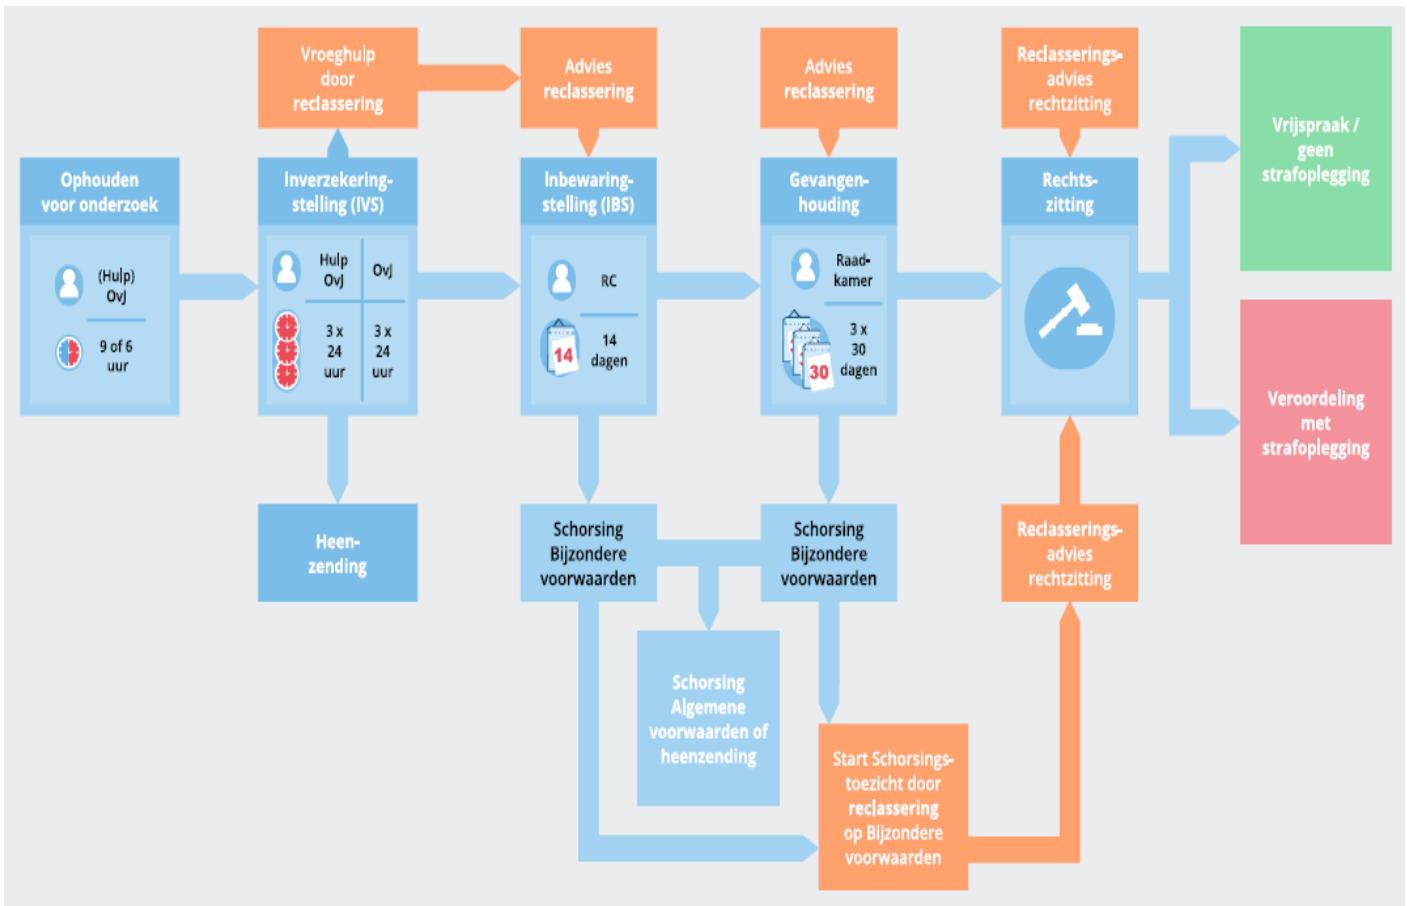 Vroeghulp
door
reclassering
Advies
reclassering
Advies
reclassering
Reclasserings-
advies
rechtzitting
Vrijspraak /
geen
strafoplegging
Ophouden
voor onderzoek
(Hulp)
OvJ
9 of 6
uur
Inverzekering-
stelling (IVS)
Hulp
OvJ
OvJ
3 x
24
uur
3 x
24
uur
Inbewaring-
stelling (IBS)
RC
14
14
dagen
Gevangen-
houding
Raad-
kamer
30
3 x
30
dagen
Rechts-
zitting
Veroordeling
met
strafoplegging
Heen-
zending
Schorsing
Bijzondere
voorwaarden
Schorsing
Bijzondere
voorwaarden
Reclasserings-
advies
rechtzitting
Schorsing
Algemene
voorwaarden of
heenzending
Start Schorsings-
toezicht door
reclassering
op Bijzondere
voorwaarden